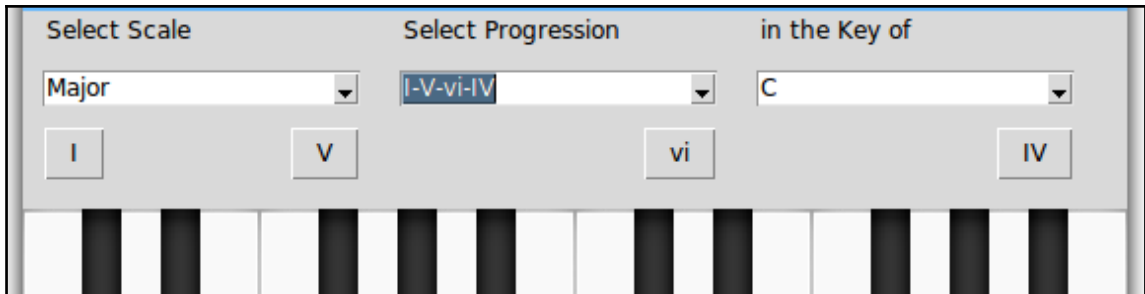 Select Scale Select Progression in the Key of
Major I-V-vi-IV C
I V vi IV